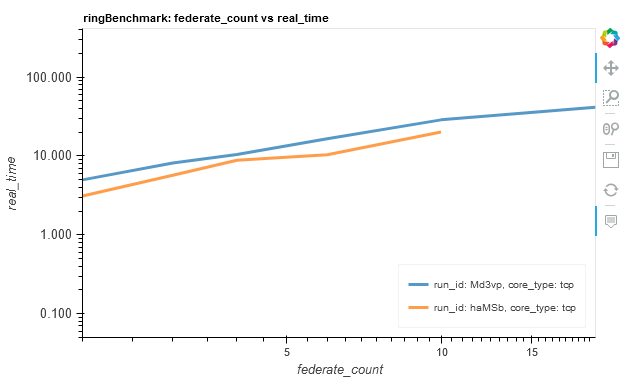 ringBenchmark: federate_count vs real_time
100.000
10.000
1.000
0.100
real_time
5
10
15
federate_count
run_id: Md3vp, core_type: tcp
run_id: haMSb, core_type: tcp